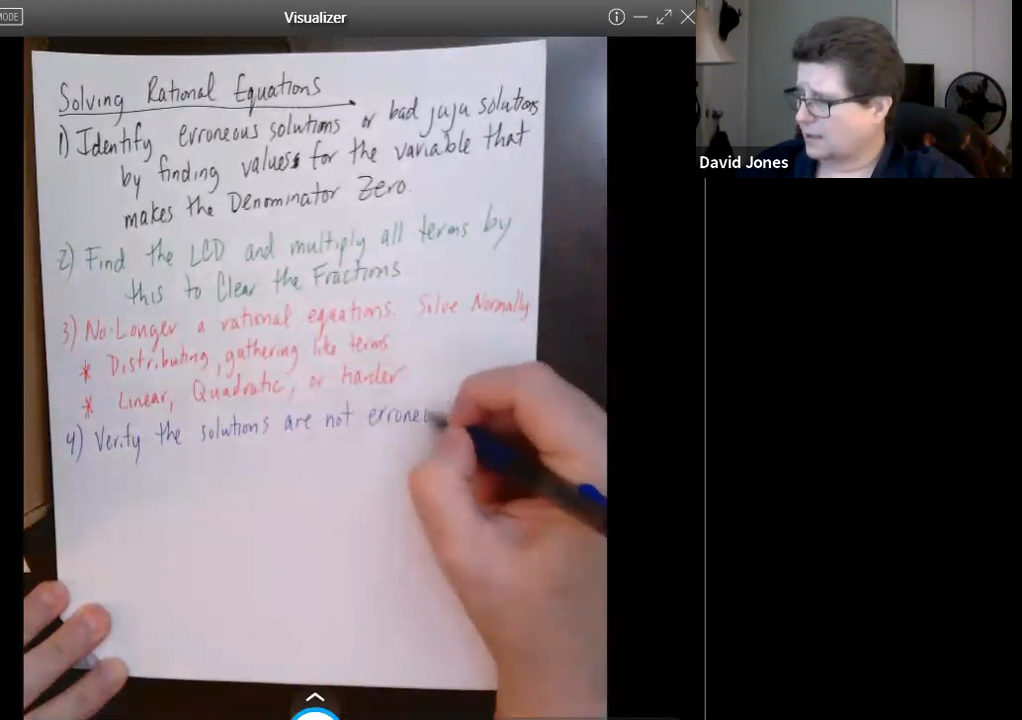 MODE
Visualizer
Solving Rational Equations
1) Identify erroneous solutions or bad juju solutions
by finding values for the variable that
makes the Denominator Zero.
2) Find the LCD and multiply all terms by
this to Clear the Fractions
3) No-Longer a rational equations. Solve Normally
* Distributing, gathering like terms
* Linear, Quadratic, or harder
4) Verify the solutions are not erroneou
David Jones